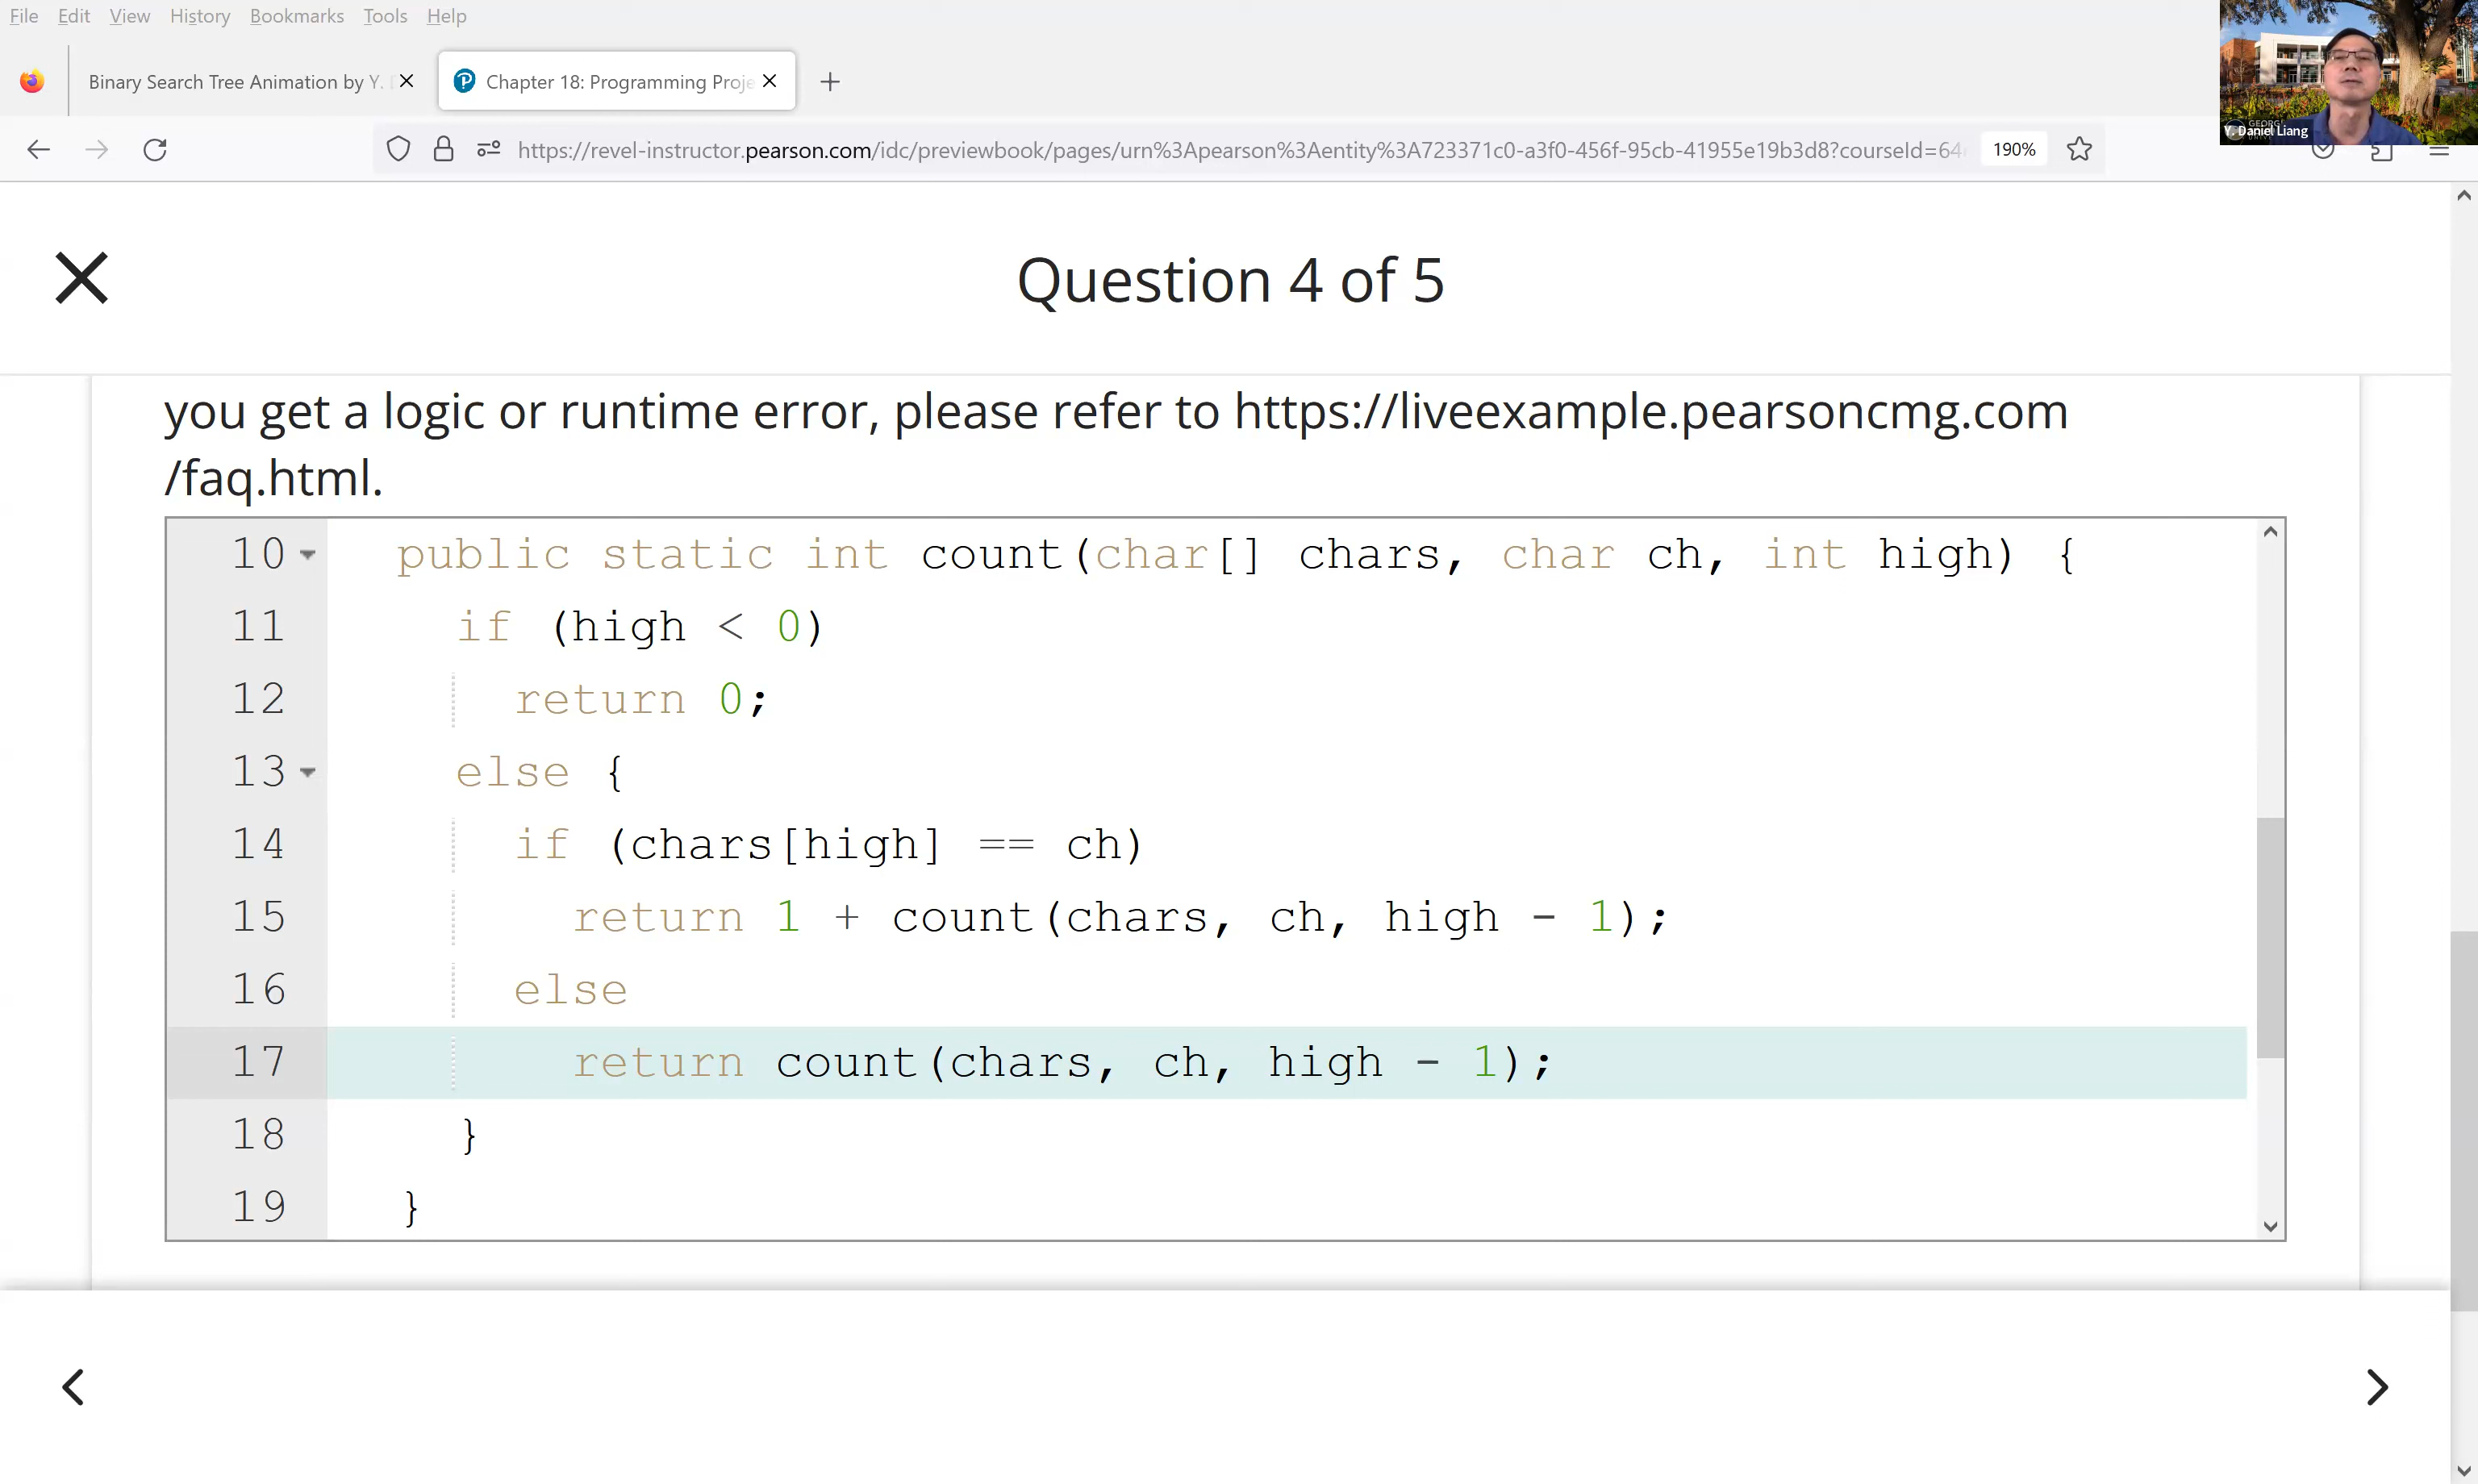 File Edit View History Bookmarks Tools Help
Binary Search Tree Animation by Y.
Chapter 18: Programming Proje
Y. Daniel Liang
https://revel-instructor.pearson.com/idc/previewbook/pages/urn%3Apearson%3Aentity%3A723371c0-a3f0-456f-95cb-41955e19b3d8?courseId=64
190%
Question 4 of 5
you get a logic or runtime error, please refer to https://liveexample.pearsoncmg.com
/faq.html.
10 public static int count(char[] chars, char ch, int high) {
11 if (high < 0)
12 return 0;
13 else {
14 if (chars[high] == ch)
15 return 1 + count(chars, ch, high - 1);
16 else
17 return count(chars, ch, high - 1);
18 }
19 }